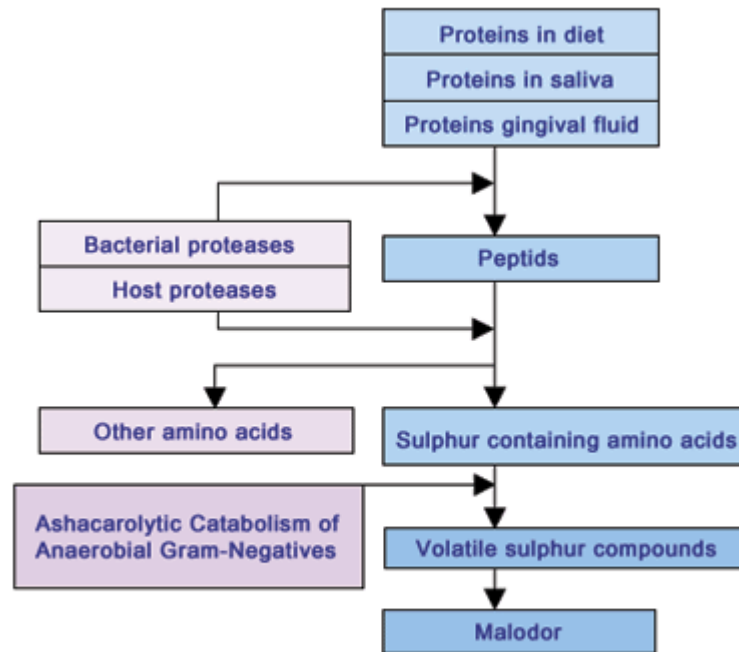 Proteins in diet
Proteins in saliva
Proteins gingival fluid
Bacterial proteases
Host proteases
Peptids
Other amino acids
Sulphur containing amino acids
Ashacarolytic Catabolism of
Anaerobial Gram-Negatives
Volatile sulphur compounds
Malodor